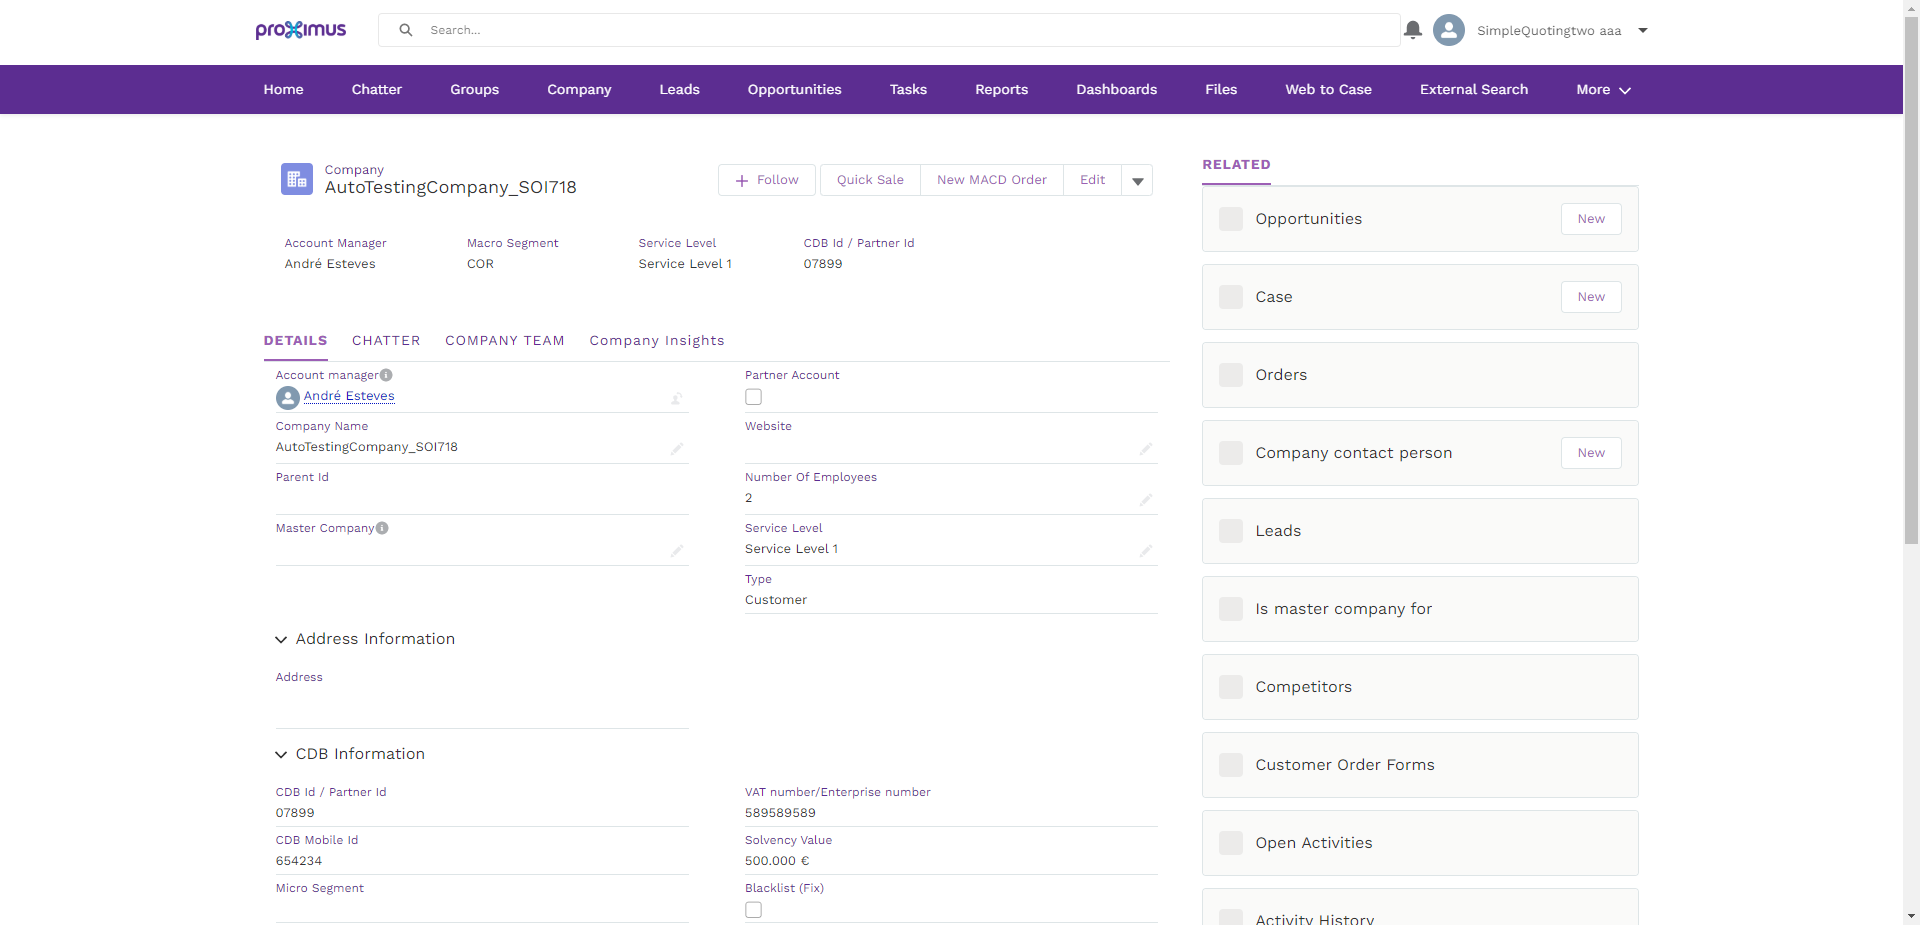 proximus
Search...
SimpleQuotingtwo aaa
Home Chatter Groups Company Leads Opportunities Tasks Reports Dashboards Files Web to Case External Search More
Company
AutoTestingCompany_SOI718
Follow Quick Sale New MACD Order Edit
Account Manager Macro Segment Service Level CDB Id / Partner Id
André Esteves COR Service Level 1 07899
DETAILS CHATTER COMPANY TEAM Company Insights
Account manager
André Esteves
Partner Account
Company Name
AutoTestingCompany_SOI718
Website
Parent Id
Number Of Employees
2
Master Company
Service Level
Service Level 1
Type
Customer
Address Information
Address
CDB Information
CDB Id / Partner Id
07899
VAT number/Enterprise number
589589589
CDB Mobile Id
654234
Solvency Value
500.000 €
Micro Segment
Blacklist (Fix)
RELATED
Opportunities New
Case New
Orders
Company contact person New
Leads
Is master company for
Competitors
Customer Order Forms
Open Activities
Activity History